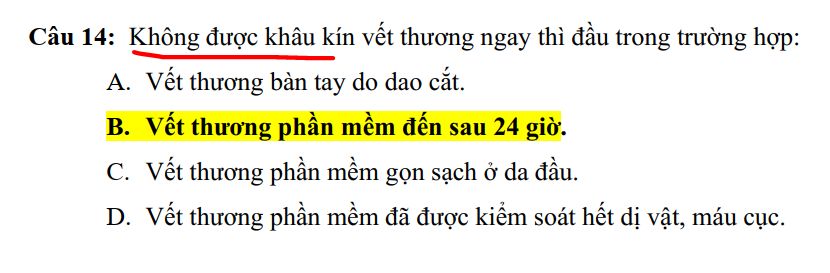 Câu 14: Không được khâu kín vết thương ngay thì đầu trong trường hợp:
A. Vết thương bàn tay do dao cắt.
B. Vết thương phần mềm đến sau 24 giờ.
C. Vết thương phần mềm gọn sạch ở da đầu.
D. Vết thương phần mềm đã được kiểm soát hết dị vật, máu cục.